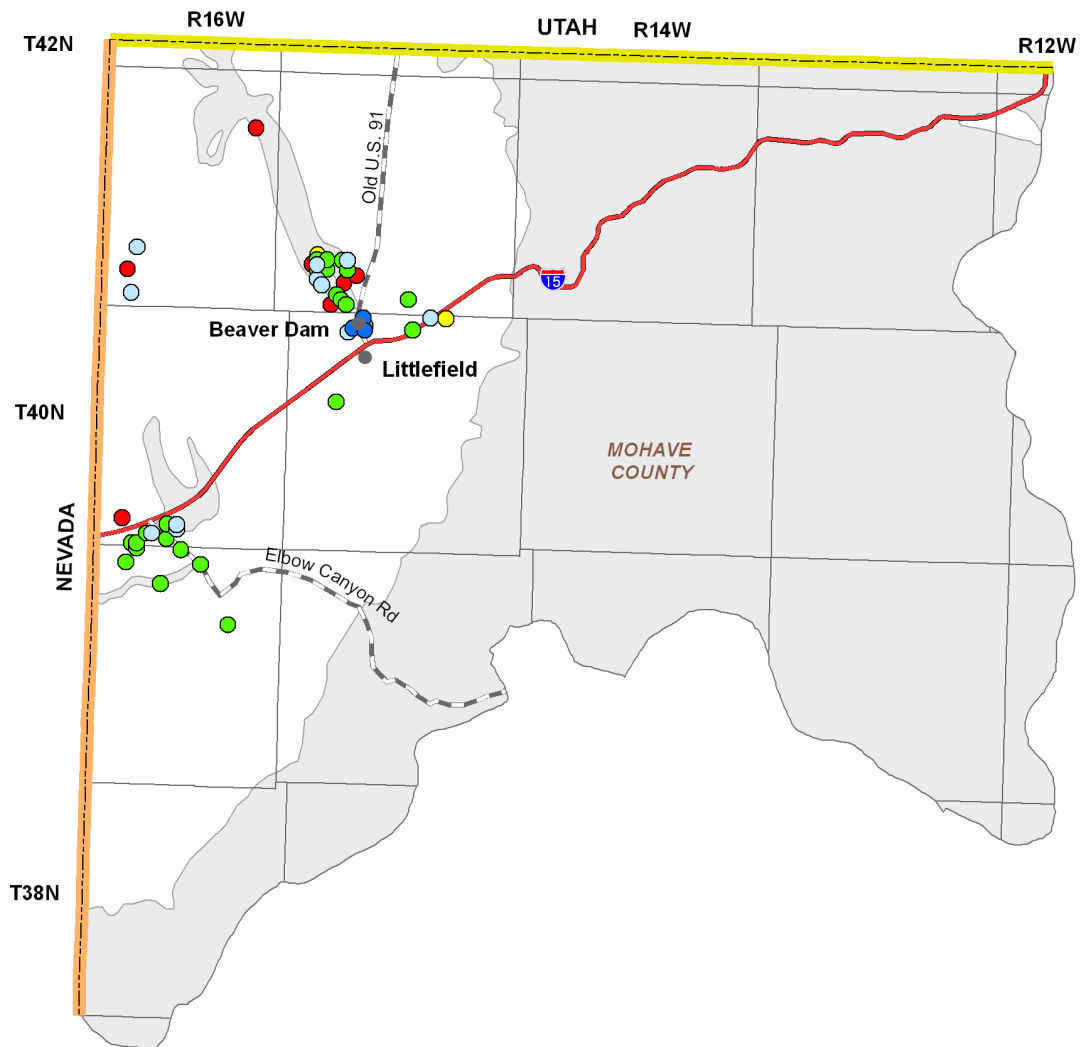 R16W
UTAH
R14W
T42N
R12W
Old U.S. 91
15
Beaver Dam
Littlefield
T40N
MOHAVE
COUNTY
NEVADA
Elbow Canyon Rd
T38N